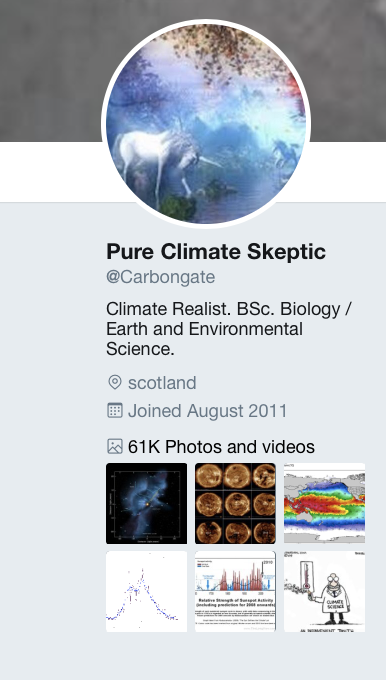 Pure Climate Skeptic
@Carbongate
Climate Realist. BSc. Biology /
Earth and Environmental
Science.
scotland
Joined August 2011
61K Photos and videos
Relative Strength of Sunspot Activity
(including prediction for 2008 onwards)
CLIMATE
SCIENCE